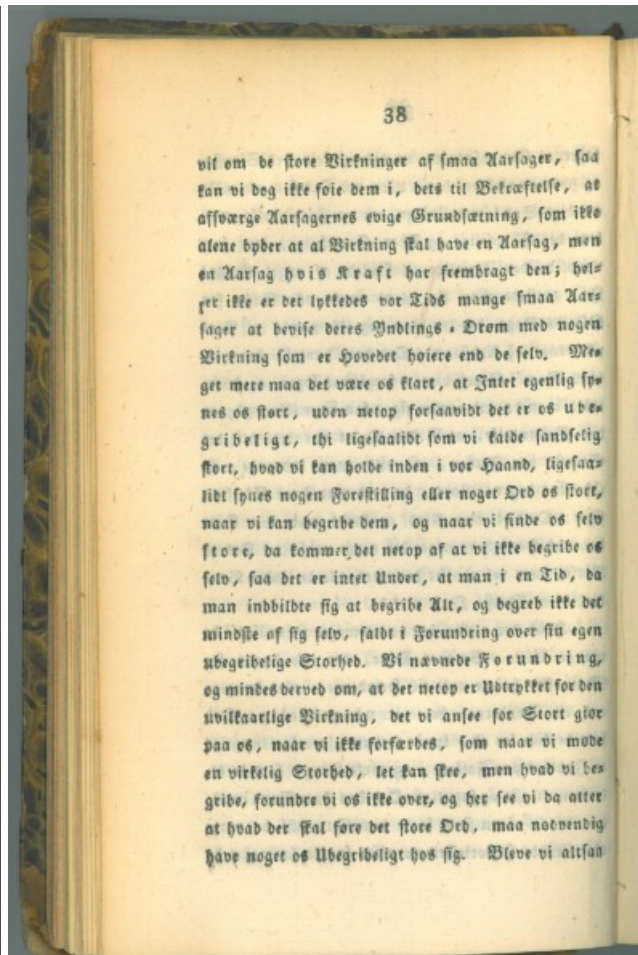 38
vil om de store Virkninger af smaa Aarsager, saa
kan vi dog ikke føie dem i, dets til Bekræftelse, at
afsværge Aarsagernes evige Grundsætning, som ikke
alene byder at al Virkning skal have en Aarsag, men
en Aarsag hvis Kraft har frembragt den; hel-
ler ikke er det lykkedes vor Tids mange smaa Aar-
sager at bevise deres Yndlings-Drøm med nogen
Virkning som er Hovedet høiere end de selv. Me-
get mere maa det være os klart, at Intet egenlig sy-
nes os stort, uden netop forsaavidt det er os ube-
gribeligt, thi ligesaalidt som vi kalde sandselig
stort, hvad vi kan holde inden i vor Haand, ligesaa-
lidt synes nogen Forestilling eller noget Ord os stort,
naar vi kan begribe dem, og naar vi finde os selv
store, da kommer det netop af at vi ikke begribe os
selv, saa det er intet Under, at man i en Tid, da
man indbildte sig at begribe Alt, og begreb ikke det
mindste af sig selv, faldt i Forundring over sin egen
ubegribelige Storhed. Vi nævnede Forundring,
og mindes derved om, at det netop er Udtrykket for den
uvilkaarlige Virkning, det vi ansee for Stort giør
paa os, naar vi ikke forfærdes, som naar vi møde
en virkelig Storhed, let kan skee, men hvad vi be-
gribe, forundre vi os ikke over, og her see vi da atter
at hvad der skal føre det store Ord, maa nødvendig
have noget os Ubegribeligt hos sig. Bleve vi altsaa